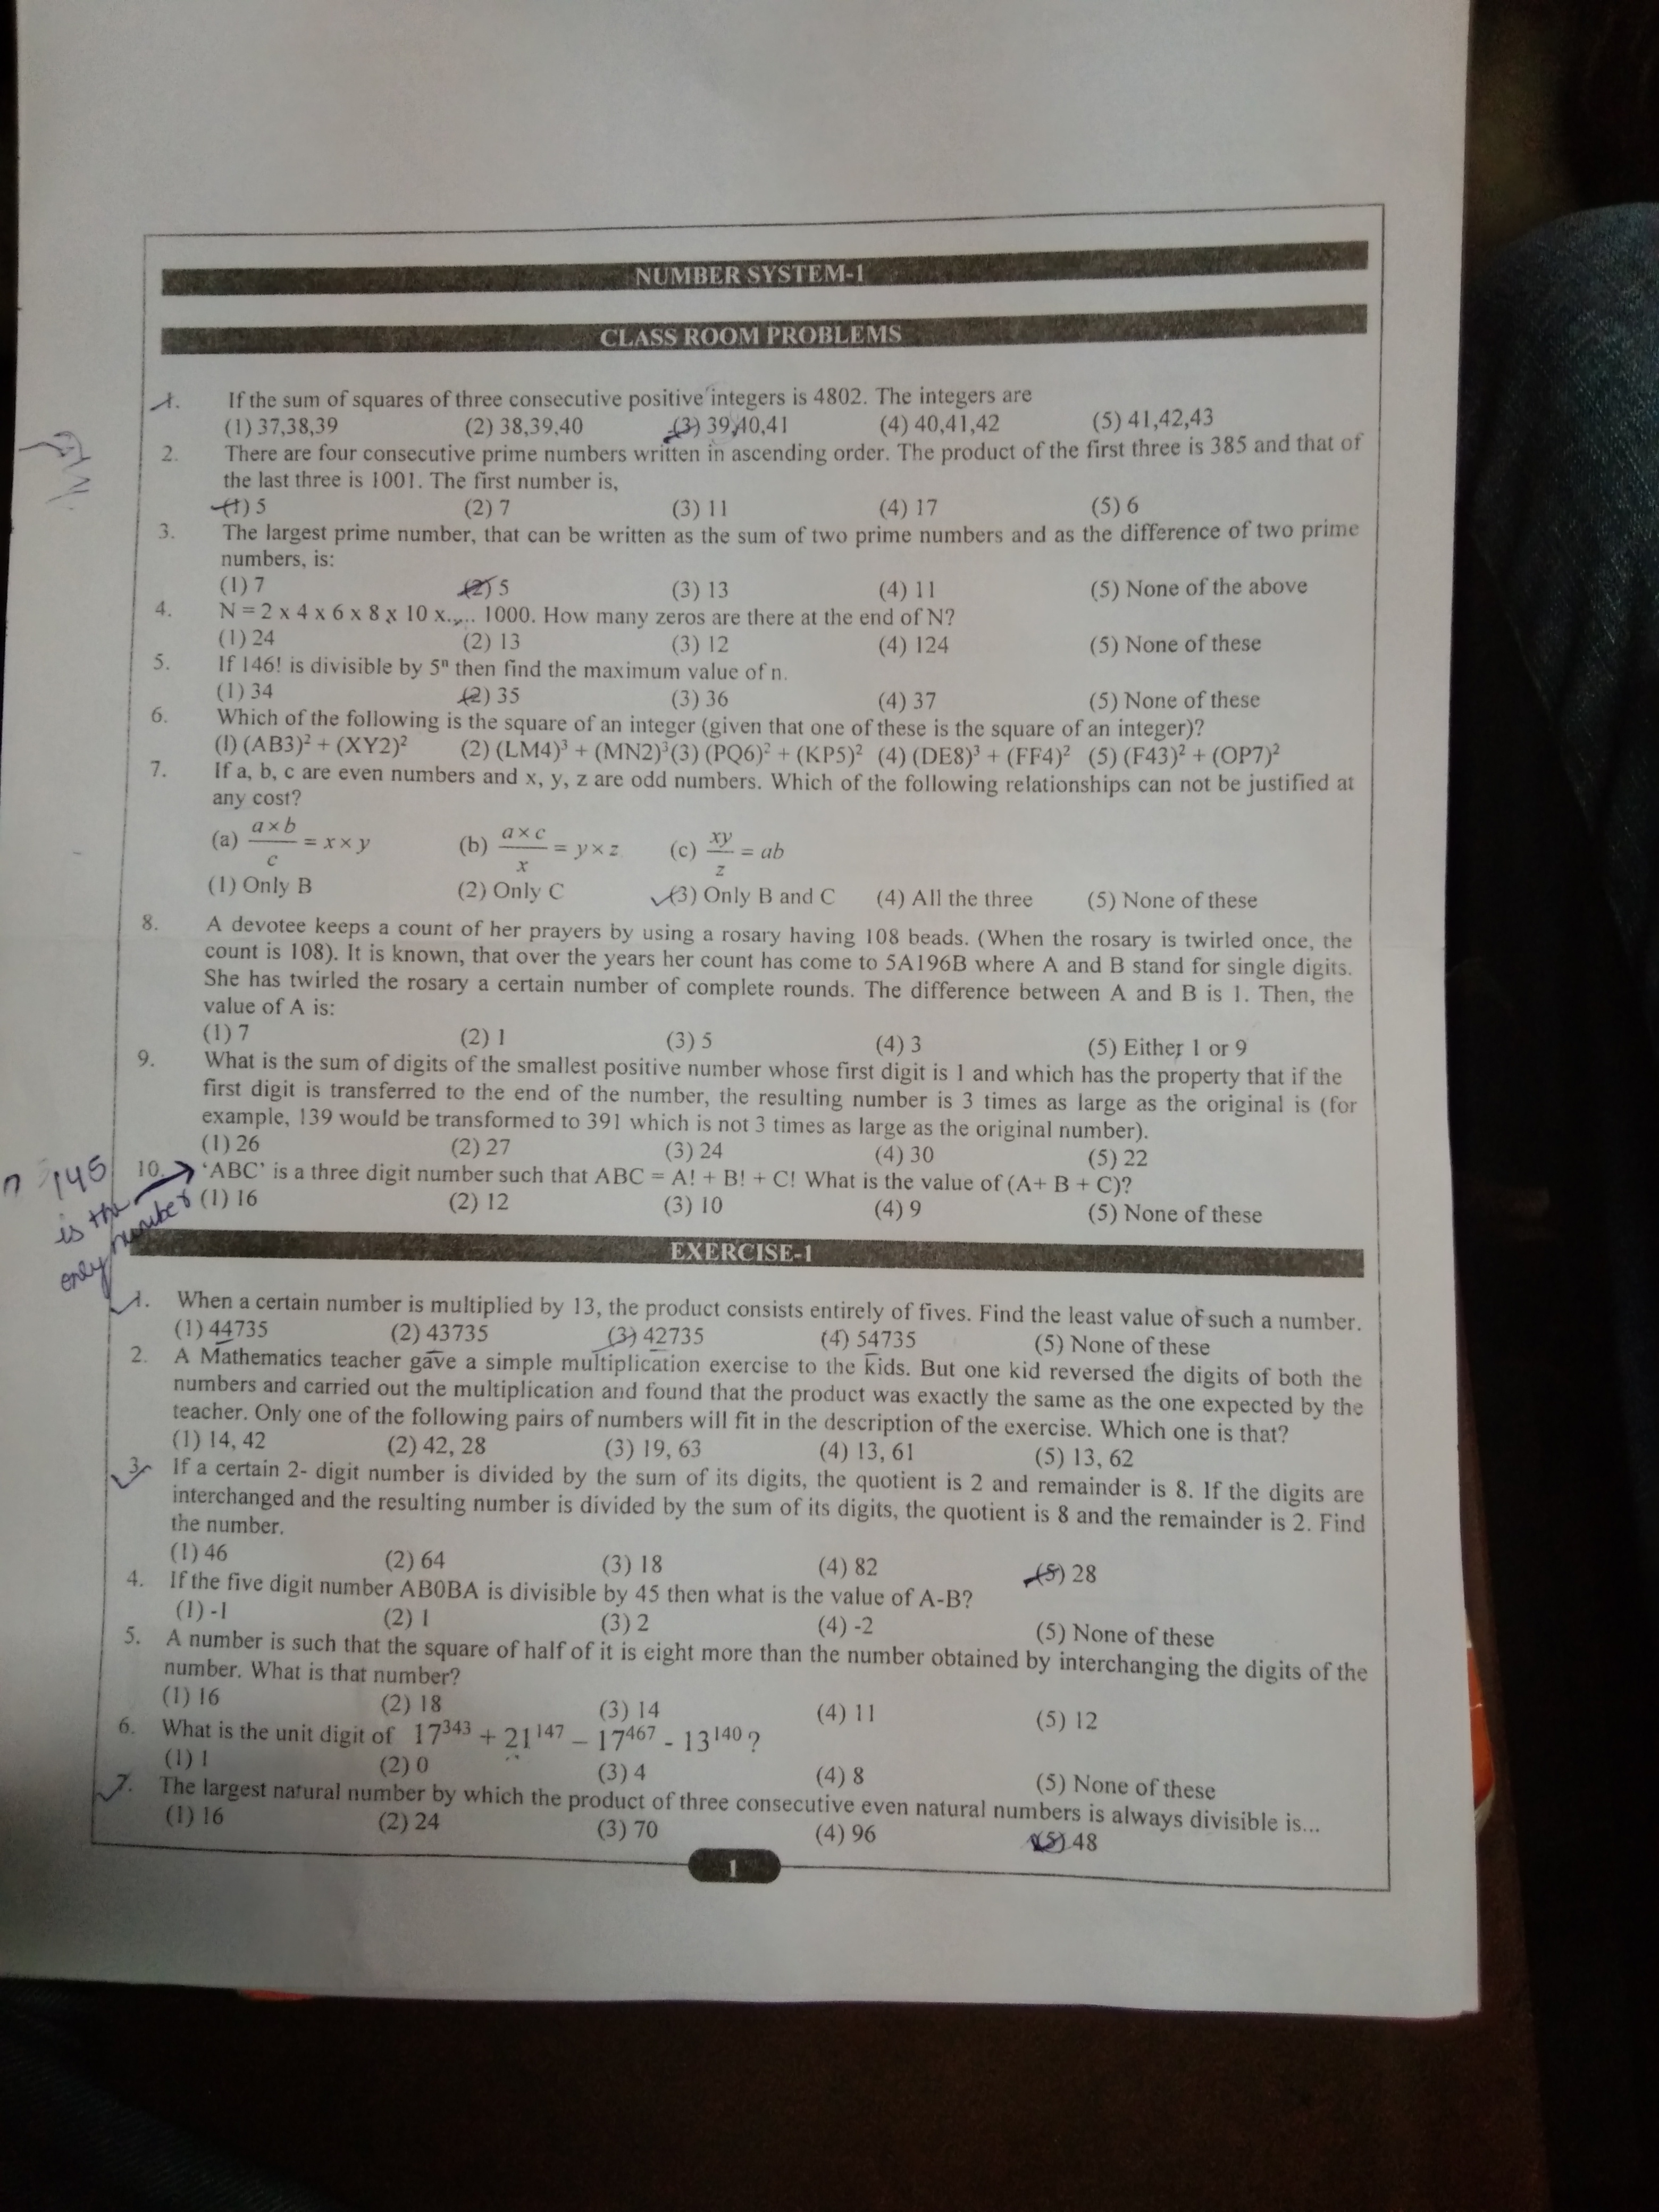 NUMBER SYSTEM-1
CLASS ROOM PROBLEMS
1. If the sum of squares of three consecutive positive integers is 4802. The integers are
(1) 37,38,39 (2) 38,39,40 (3) 39,40,41 (4) 40,41,42 (5) 41,42,43
2. There are four consecutive prime numbers written in ascending order. The product of the first three is 385 and that of
the last three is 1001. The first number is,
(1) 5 (2) 7 (3) 11 (4) 17 (5) 6
3. The largest prime number, that can be written as the sum of two prime numbers and as the difference of two prime
numbers, is:
(1) 7 (2) 5 (3) 13 (4) 11 (5) None of the above
4. N = 2 x 4 x 6 x 8 x 10 x..... 1000. How many zeros are there at the end of N?
(1) 24 (2) 13 (3) 12 (4) 124 (5) None of these
5. If 146! is divisible by 5ⁿ then find the maximum value of n.
(1) 34 (2) 35 (3) 36 (4) 37 (5) None of these
6. Which of the following is the square of an integer (given that one of these is the square of an integer)?
(l) (AB3)² + (XY2)² (2) (LM4)³ + (MN2)³ (3) (PQ6)² + (KP5)² (4) (DE8)³ + (FF4)² (5) (F43)² + (OP7)²
7. If a, b, c are even numbers and x, y, z are odd numbers. Which of the following relationships can not be justified at
any cost?
(a) a×b/c = x×y (b) a×c/x = y×z (c) xy/z = ab
(1) Only B (2) Only C (3) Only B and C (4) All the three (5) None of these
8. A devotee keeps a count of her prayers by using a rosary having 108 beads. (When the rosary is twirled once, the
count is 108). It is known, that over the years her count has come to 5A196B where A and B stand for single digits.
She has twirled the rosary a certain number of complete rounds. The difference between A and B is 1. Then, the
value of A is:
(1) 7 (2) 1 (3) 5 (4) 3 (5) Either 1 or 9
9. What is the sum of digits of the smallest positive number whose first digit is 1 and which has the property that if the
first digit is transferred to the end of the number, the resulting number is 3 times as large as the original is (for
example, 139 would be transformed to 391 which is not 3 times as large as the original number).
(1) 26 (2) 27 (3) 24 (4) 30 (5) 22
10. 'ABC' is a three digit number such that ABC = A! + B! + C! What is the value of (A+ B + C)?
(1) 16 (2) 12 (3) 10 (4) 9 (5) None of these
145
is the
only number
EXERCISE-1
1. When a certain number is multiplied by 13, the product consists entirely of fives. Find the least value of such a number.
(1) 44735 (2) 43735 (3) 42735 (4) 54735 (5) None of these
2. A Mathematics teacher gave a simple multiplication exercise to the kids. But one kid reversed the digits of both the
numbers and carried out the multiplication and found that the product was exactly the same as the one expected by the
teacher. Only one of the following pairs of numbers will fit in the description of the exercise. Which one is that?
(1) 14, 42 (2) 42, 28 (3) 19, 63 (4) 13, 61 (5) 13, 62
3. If a certain 2- digit number is divided by the sum of its digits, the quotient is 2 and remainder is 8. If the digits are
interchanged and the resulting number is divided by the sum of its digits, the quotient is 8 and the remainder is 2. Find
the number.
(1) 46 (2) 64 (3) 18 (4) 82 (5) 28
4. If the five digit number AB0BA is divisible by 45 then what is the value of A-B?
(1) -1 (2) 1 (3) 2 (4) -2 (5) None of these
5. A number is such that the square of half of it is eight more than the number obtained by interchanging the digits of the
number. What is that number?
(1) 16 (2) 18 (3) 14 (4) 11 (5) 12
6. What is the unit digit of 17³⁴³ + 21¹⁴⁷ – 17⁴⁶⁷ - 13¹⁴⁰ ?
(1) 1 (2) 0 (3) 4 (4) 8 (5) None of these
7. The largest natural number by which the product of three consecutive even natural numbers is always divisible is...
(1) 16 (2) 24 (3) 70 (4) 96 (5) 48
1